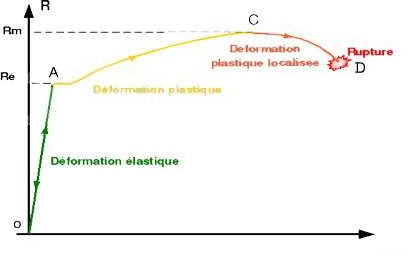 R
Rm
C
Déformation
plastique localisée
Rupture
D
Re
A
Déformation plastique
Déformation élastique
o